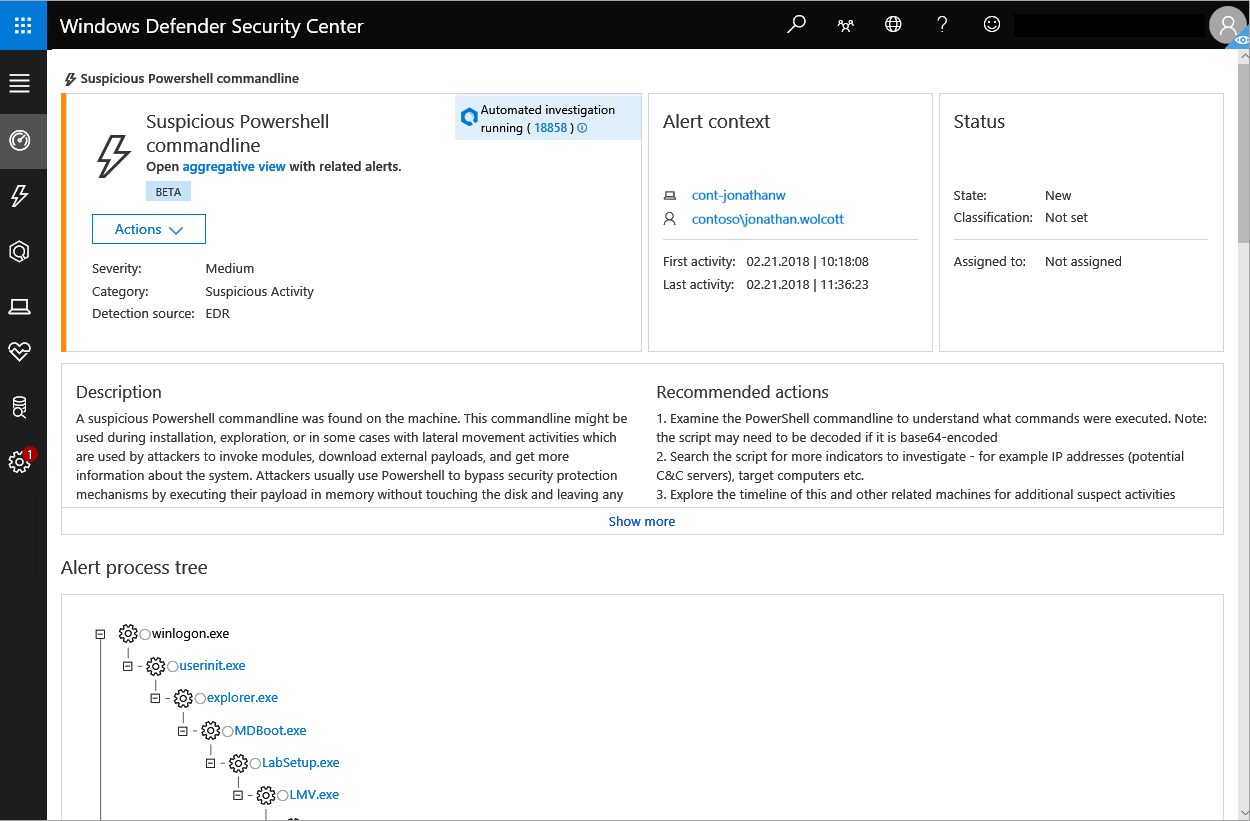 Windows Defender Security Center
?
Suspicious Powershell commandline
Suspicious Powershell
commandline
Open aggregative view with related alerts.
BETA
Automated investigation
running ( 18858 )
Actions
Severity: Medium
Category: Suspicious Activity
Detection source: EDR
Alert context
cont-jonathanw
contoso\jonathan.wolcott
First activity: 02.21.2018 | 10:18:08
Last activity: 02.21.2018 | 11:36:23
Status
State: New
Classification: Not set
Assigned to: Not assigned
1
Description
A suspicious Powershell commandline was found on the machine. This commandline might be
used during installation, exploration, or in some cases with lateral movement activities which
are used by attackers to invoke modules, download external payloads, and get more
information about the system. Attackers usually use Powershell to bypass security protection
mechanisms by executing their payload in memory without touching the disk and leaving any
Recommended actions
1. Examine the PowerShell commandline to understand what commands were executed. Note:
the script may need to be decoded if it is base64-encoded
2. Search the script for more indicators to investigate - for example IP addresses (potential
C&C servers), target computers etc.
3. Explore the timeline of this and other related machines for additional suspect activities
Show more
Alert process tree
winlogon.exe
userinit.exe
explorer.exe
MDBoot.exe
LabSetup.exe
LMV.exe